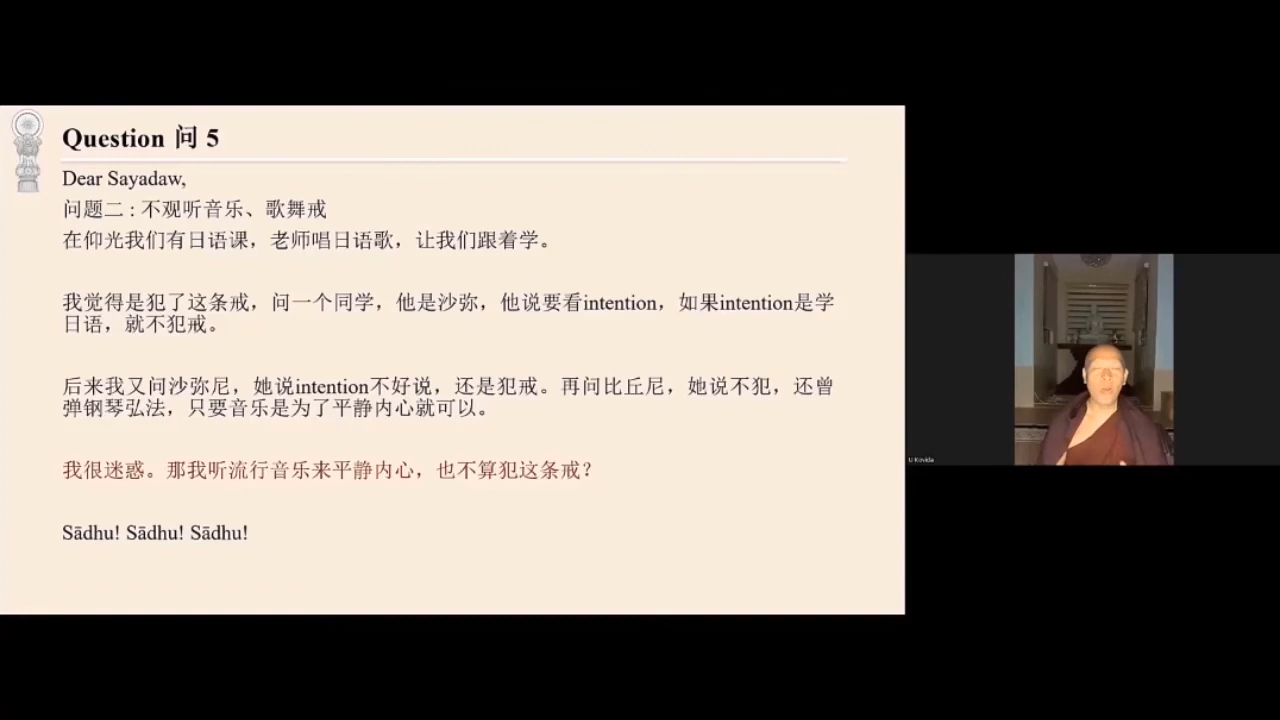 Question 问 5
Dear Sayadaw,
问题二 : 不观听音乐、歌舞戒
在仰光我们有日语课，老师唱日语歌，让我们跟着学。
我觉得是犯了这条戒，问一个同学，他是沙弥，他说要看intention，如果intention是学
日语，就不犯戒。
后来我又问沙弥尼，她说intention不好说，还是犯戒。再问比丘尼，她说不犯，还曾
弹钢琴弘法，只要音乐是为了平静内心就可以。
我很迷惑。那我听流行音乐来平静内心，也不算犯这条戒？
Sādhu! Sādhu! Sādhu!
U Kovida